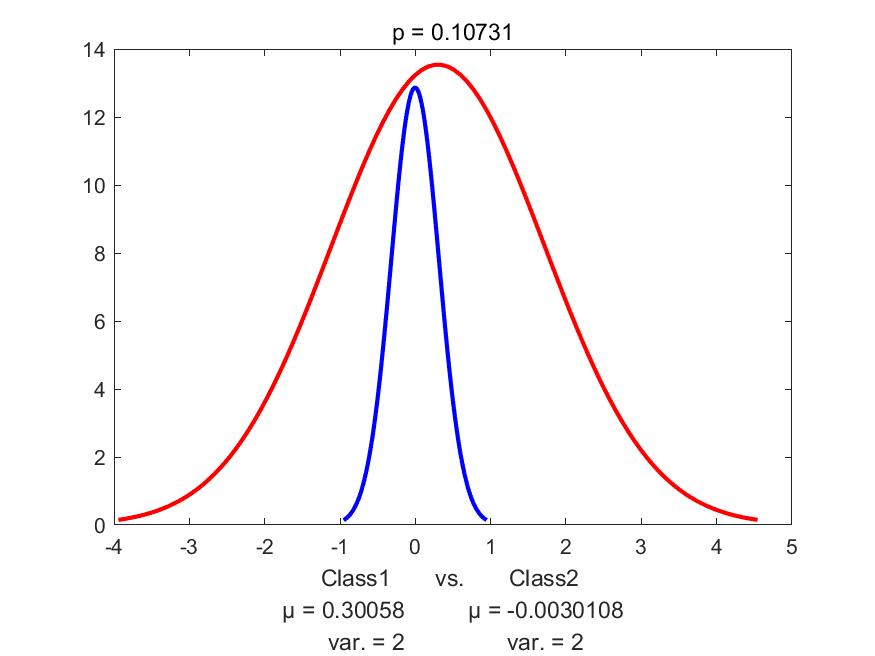 p = 0.10731
14
12
10
8
6
4
2
0
-4 -3 -2 -1 0 1 2 3 4 5
Class1 vs. Class2
μ = 0.30058 μ = -0.0030108
var. = 2 var. = 2